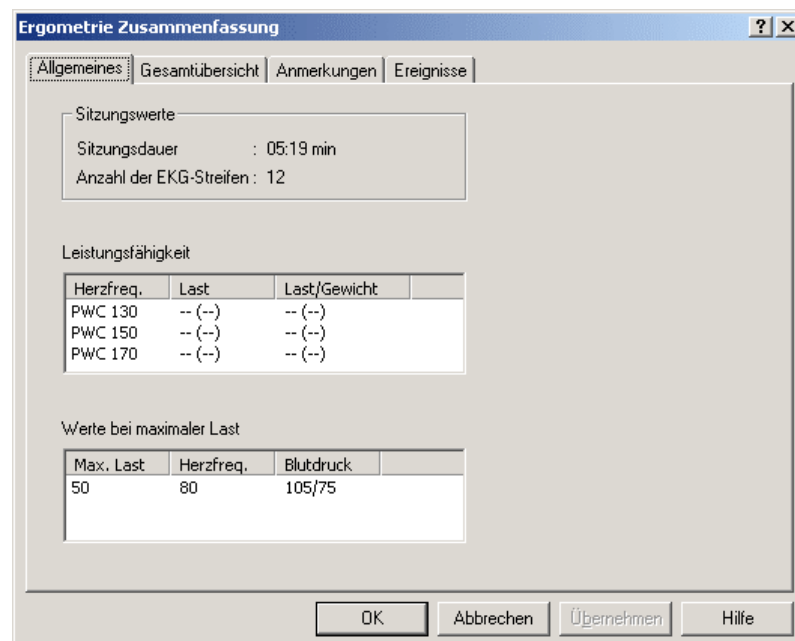 Ergometrie Zusammenfassung
Allgemeines Gesamtübersicht Anmerkungen Ereignisse
Sitzungswerte
Sitzungsdauer : 05:19 min
Anzahl der EKG-Streifen : 12
Leistungsfähigkeit
Herzfreq. Last Last/Gewicht
PWC 130 -- (--) -- (--)
PWC 150 -- (--) -- (--)
PWC 170 -- (--) -- (--)
Werte bei maximaler Last
Max. Last Herzfreq. Blutdruck
50 80 105/75
OK Abbrechen Übernehmen Hilfe